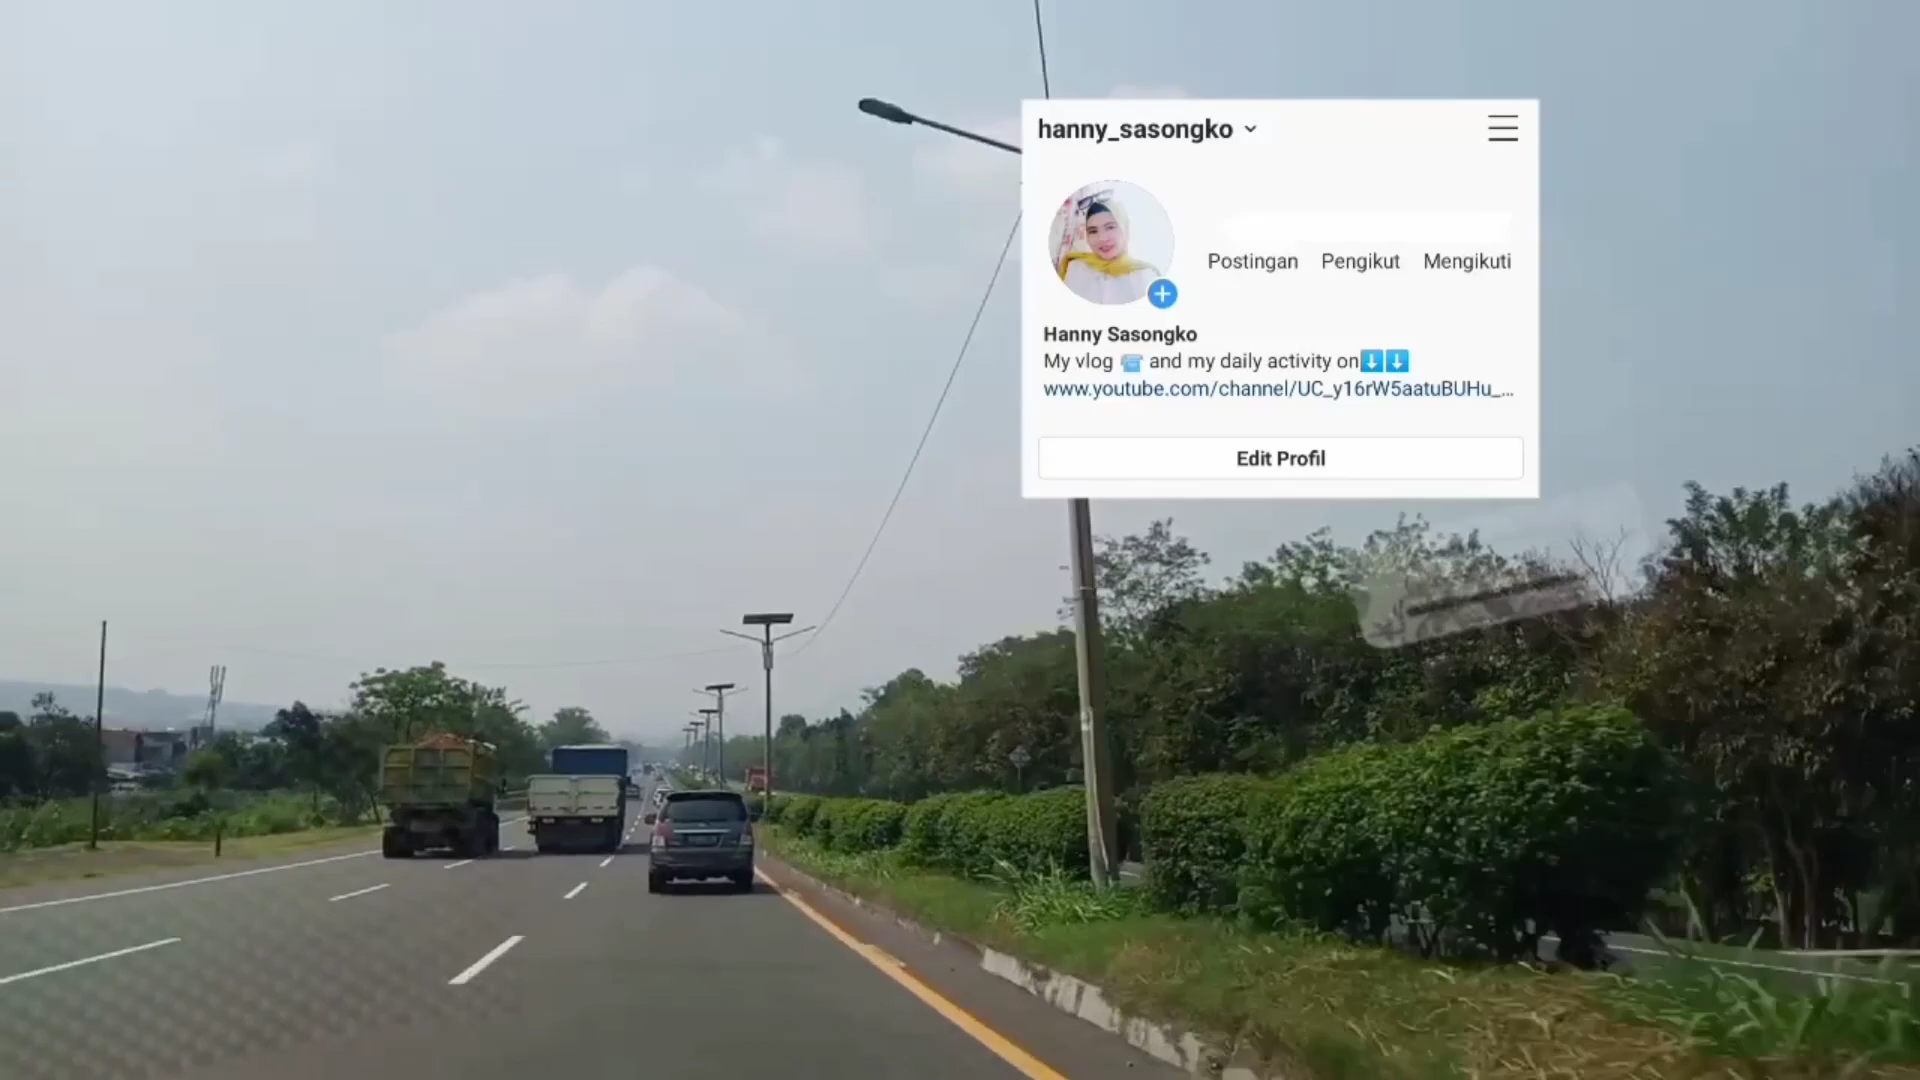 hanny_sasongko
Postingan Pengikut Mengikuti
Hanny Sasongko
My vlog ☎️ and my daily activity on⬇️⬇️
www.youtube.com/channel/UC_y16rW5aatuBUHu_...
Edit Profil